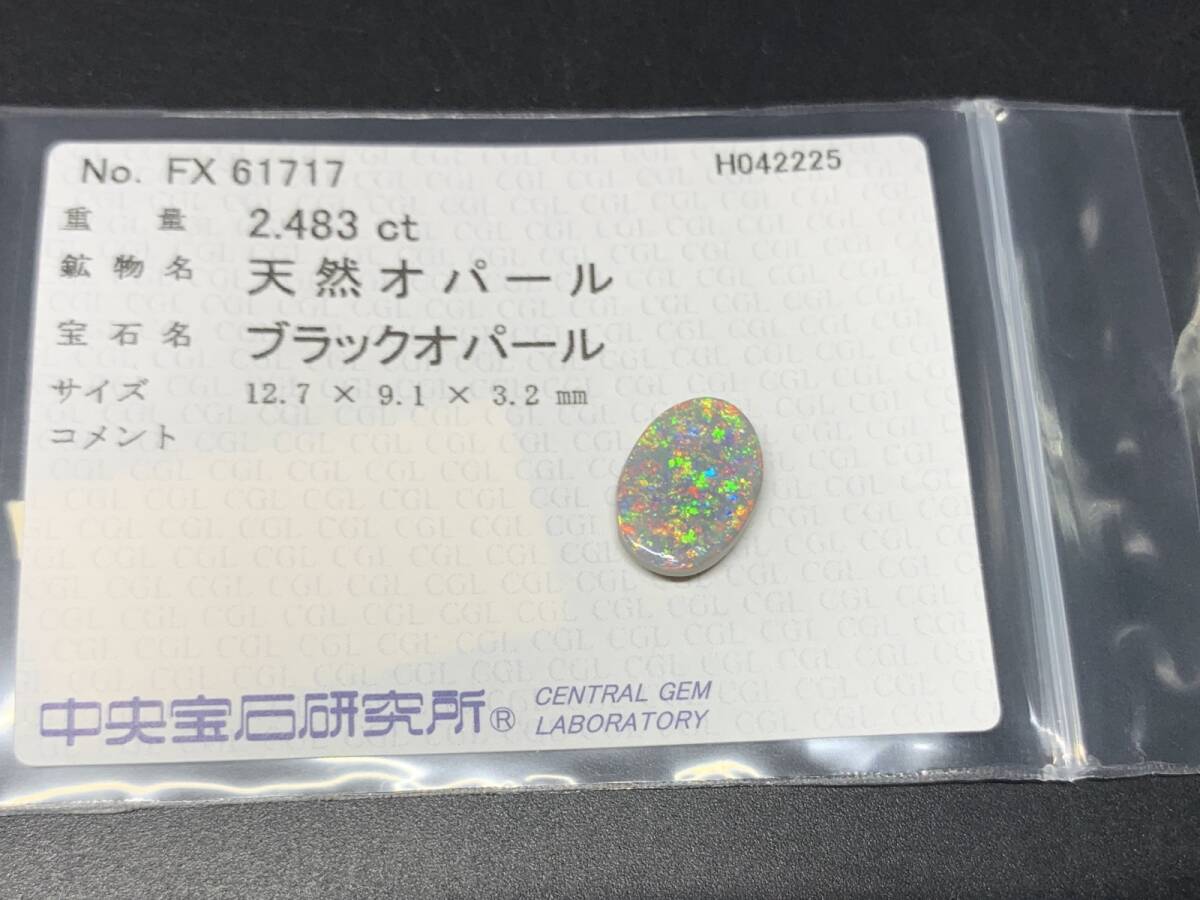 No. FX 61717 H042225
重量 2.483 ct
鉱物名 天然オパール
宝石名 ブラックオパール
サイズ 12.7 × 9.1 × 3.2 mm
コメント
中央宝石研究所® CENTRAL GEM LABORATORY